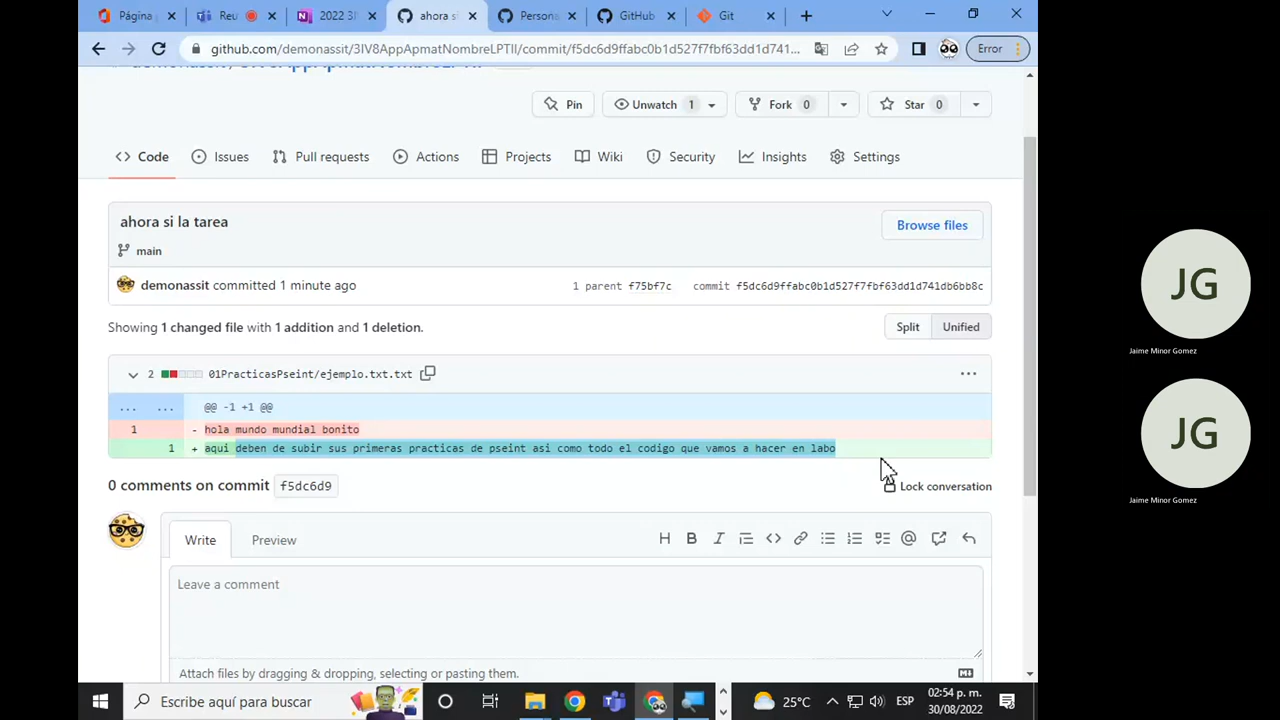 Página
Reu
2022 3I
ahora si
Persona
GitHub
Git
github.com/demonassit/3IV8AppApmatNombreLPTII/commit/f5dc6d9ffabc0b1d527f7fbf63dd1d741...
Error
Pin
Unwatch 1
Fork 0
Star 0
Code
Issues
Pull requests
Actions
Projects
Wiki
Security
Insights
Settings
ahora si la tarea
Browse files
main
demonassit committed 1 minute ago
1 parent f75bf7c commit f5dc6d9ffabc0b1d527f7fbf63dd1d741db6bb8c
Showing 1 changed file with 1 addition and 1 deletion.
Split Unified
2 01PracticasPseint/ejemplo.txt.txt
... ... @@ -1 +1 @@
1 - hola mundo mundial bonito
1 + aqui deben de subir sus primeras practicas de pseint asi como todo el codigo que vamos a hacer en labo
0 comments on commit f5dc6d9
Lock conversation
Write Preview
Leave a comment
Attach files by dragging & dropping, selecting or pasting them.
Escribe aquí para buscar
25°C
ESP
02:54 p. m.
30/08/2022
JG
Jaime Minor Gomez
JG
Jaime Minor Gomez